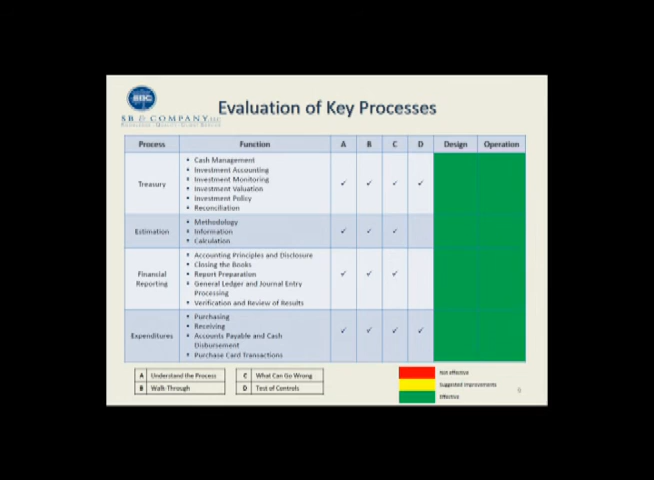 SBC
SB & COMPANY, LLC
Evaluation of Key Processes
Process Function A B C D Design Operation
Treasury
• Cash Management
• Investment Accounting
• Investment Monitoring
• Investment Valuation
• Investment Policy
• Reconciliation
✓ ✓ ✓ ✓
Estimation
• Methodology
• Information
• Calculation
✓ ✓ ✓
Financial
Reporting
• Accounting Principles and Disclosure
• Closing the Books
• Report Preparation
• General Ledger and Journal Entry
Processing
• Verification and Review of Results
✓ ✓ ✓
Expenditures
• Purchasing
• Receiving
• Accounts Payable and Cash
Disbursement
• Purchase Card Transactions
✓ ✓ ✓ ✓
A Understand the Process
B Walk-Through
C What Can Go Wrong
D Test of Controls
Not effective
Suggested Improvements
Effective